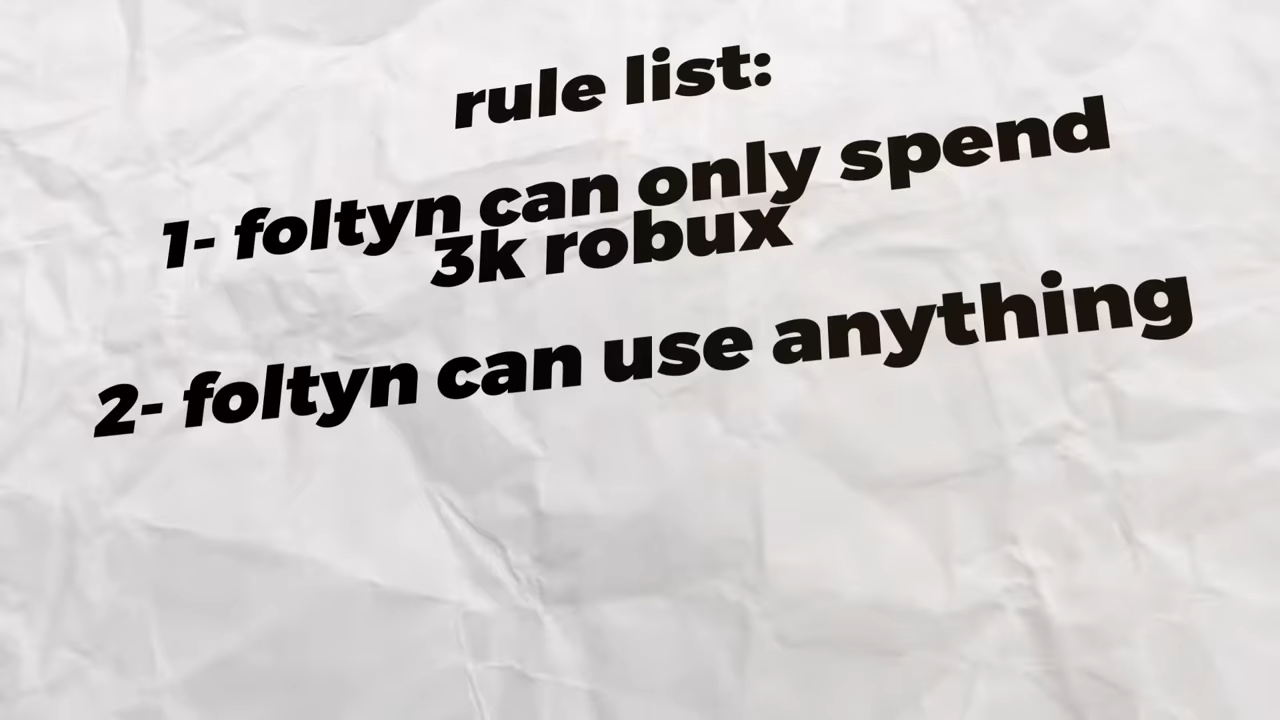 rule list:
1- foltyn can only spend
3k robux
2- foltyn can use anything